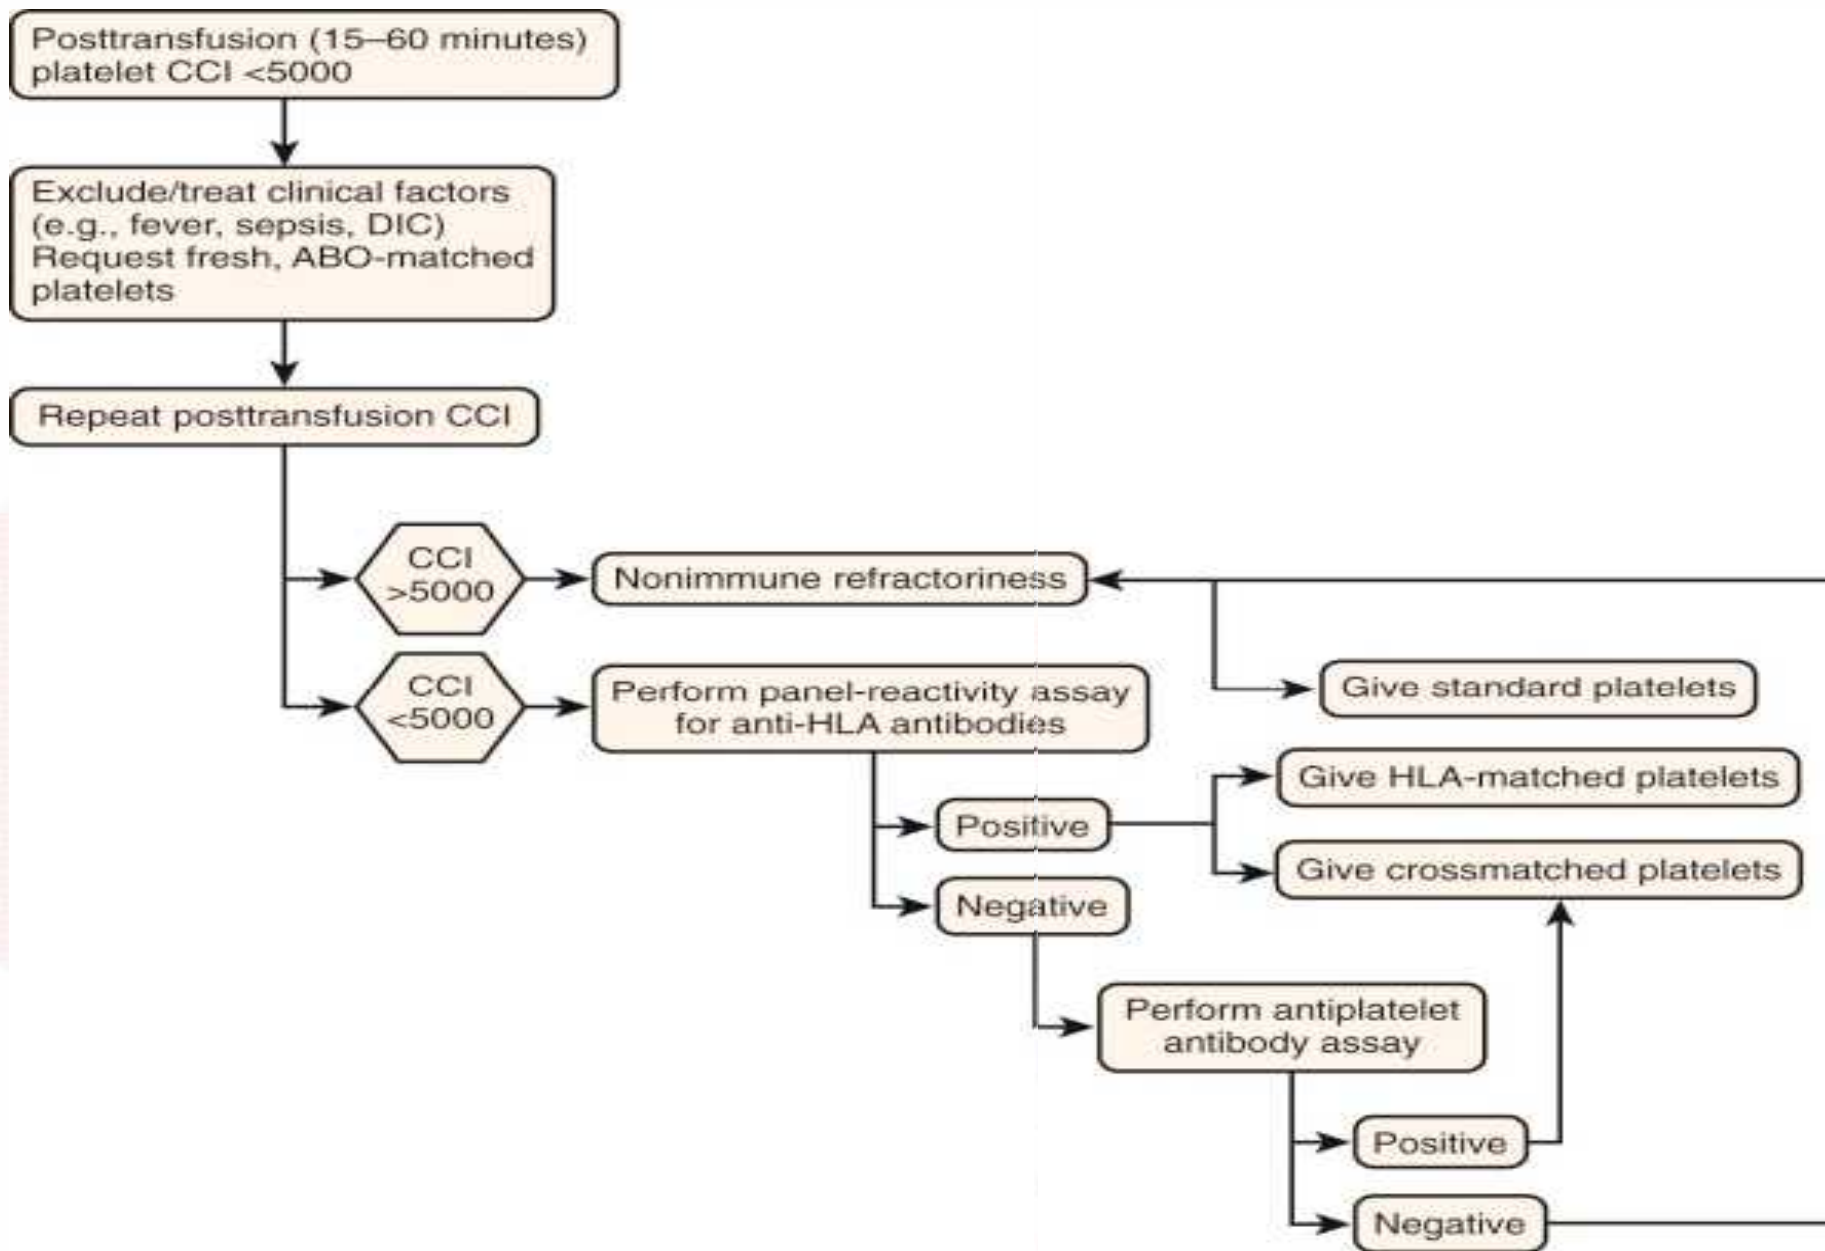 Posttransfusion (15–60 minutes)
platelet CCI <5000
Exclude/treat clinical factors
(e.g., fever, sepsis, DIC)
Request fresh, ABO-matched
platelets
Repeat posttransfusion CCI
CCI
>5000
Nonimmune refractoriness
CCI
<5000
Perform panel-reactivity assay
for anti-HLA antibodies
Give standard platelets
Give HLA-matched platelets
Positive
Give crossmatched platelets
Negative
Perform antiplatelet
antibody assay
Positive
Negative